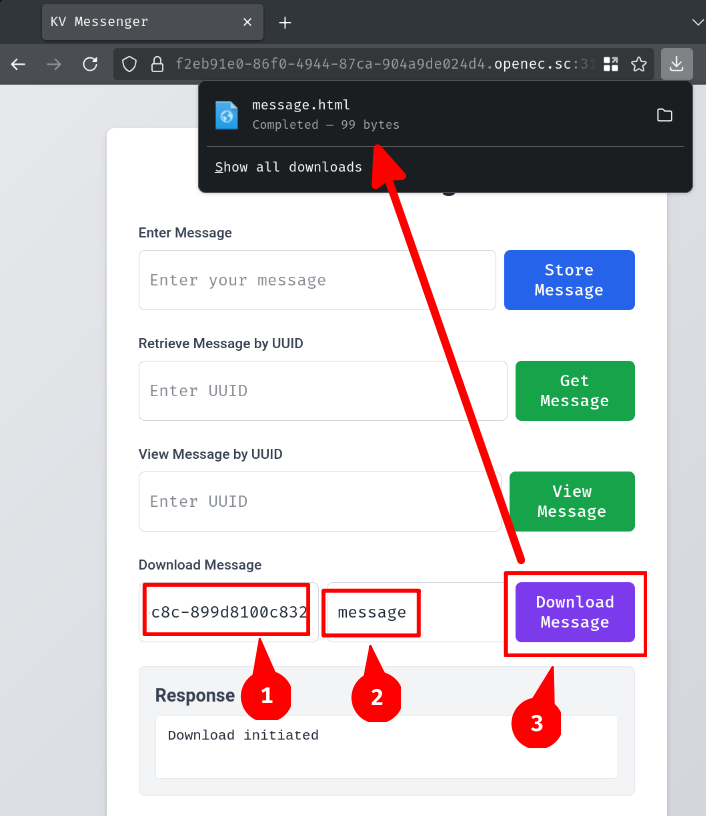 KV Messenger
f2eb91e0-86f0-4944-87ca-904a9de024d4.openec.sc:31
message.html
Completed — 99 bytes
Show all downloads
Enter Message
Enter your message
Store
Message
Retrieve Message by UUID
Enter UUID
Get
Message
View Message by UUID
Enter UUID
View
Message
Download Message
c8c-899d8100c832
message
Download
Message
1
2
3
Response
Download initiated